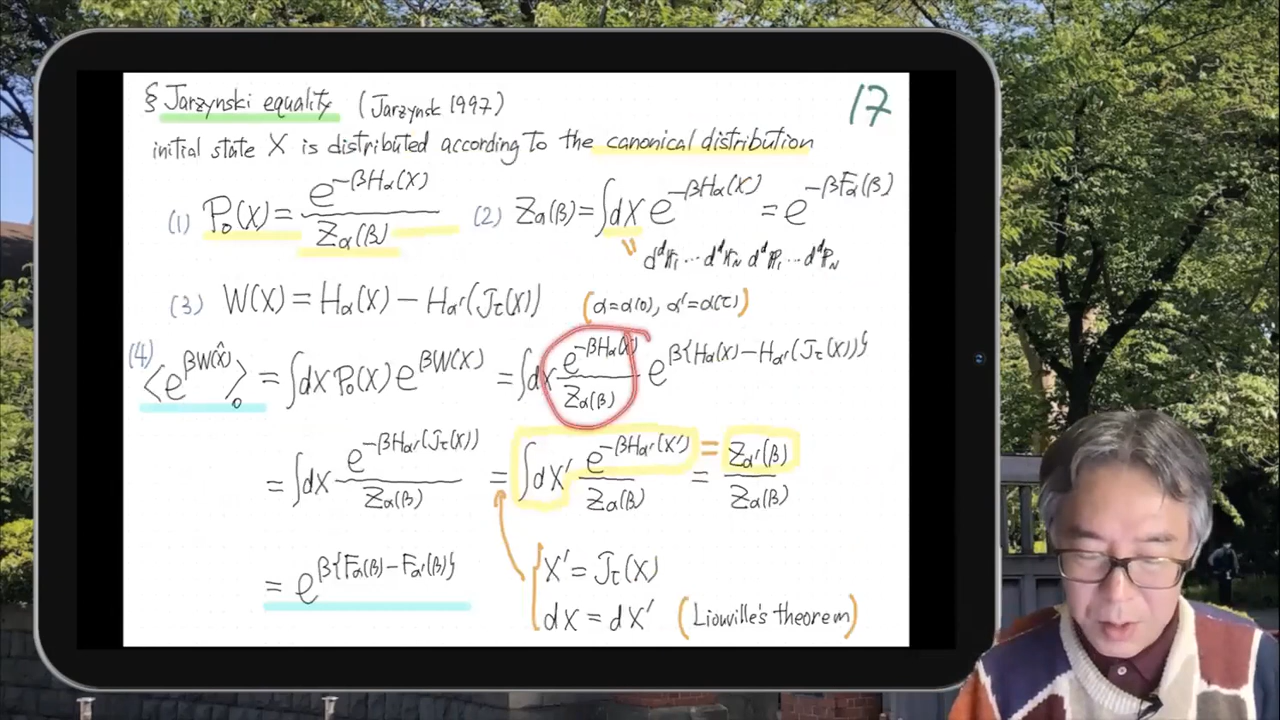 § Jarzynski equality (Jarzynsk 1997)
17
initial state X is distributed according to the canonical distribution
(1) P₀(X) = e^{-βH_α(X)} / Z_α(β) (2) Z_α(β) = ∫dX e^{-βH_α(X)} = e^{-βF_α(β)}
d^d r₁ ··· d^d r_N d^d p₁ ··· d^d p_N
(3) W(X) = H_α(X) − H_α'(J_τ(X)) (α = α(0), α' = α(τ))
(4) ⟨e^{βW(X̂)}⟩₀ = ∫dX P₀(X) e^{βW(X)} = ∫dX e^{-βH_α(X)} / Z_α(β) e^{β{H_α(X) − H_α'(J_τ(X))}}
= ∫dX e^{-βH_α'(J_τ(X))} / Z_α(β) = ∫dX' e^{-βH_α'(X')} / Z_α(β) = Z_α'(β) / Z_α(β)
=
= e^{β{F_α(β) − F_α'(β)}}
X' = J_τ(X)
dX = dX' (Liouville's theorem)